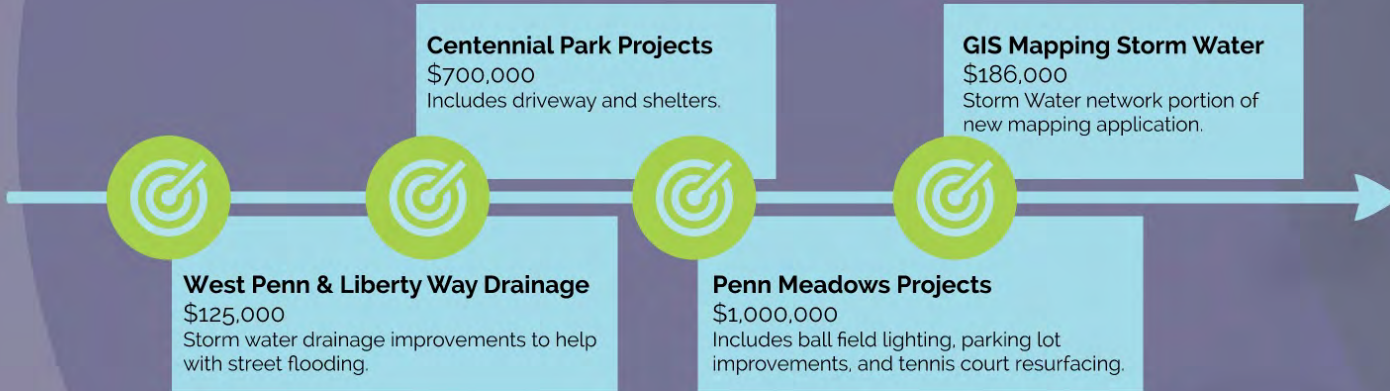 Centennial Park Projects
$700,000
Includes driveway and shelters.
GIS Mapping Storm Water
$186,000
Storm Water network portion of
new mapping application.
West Penn & Liberty Way Drainage
$125,000
Storm water drainage improvements to help
with street flooding.
Penn Meadows Projects
$1,000,000
Includes ball field lighting, parking lot
improvements, and tennis court resurfacing.